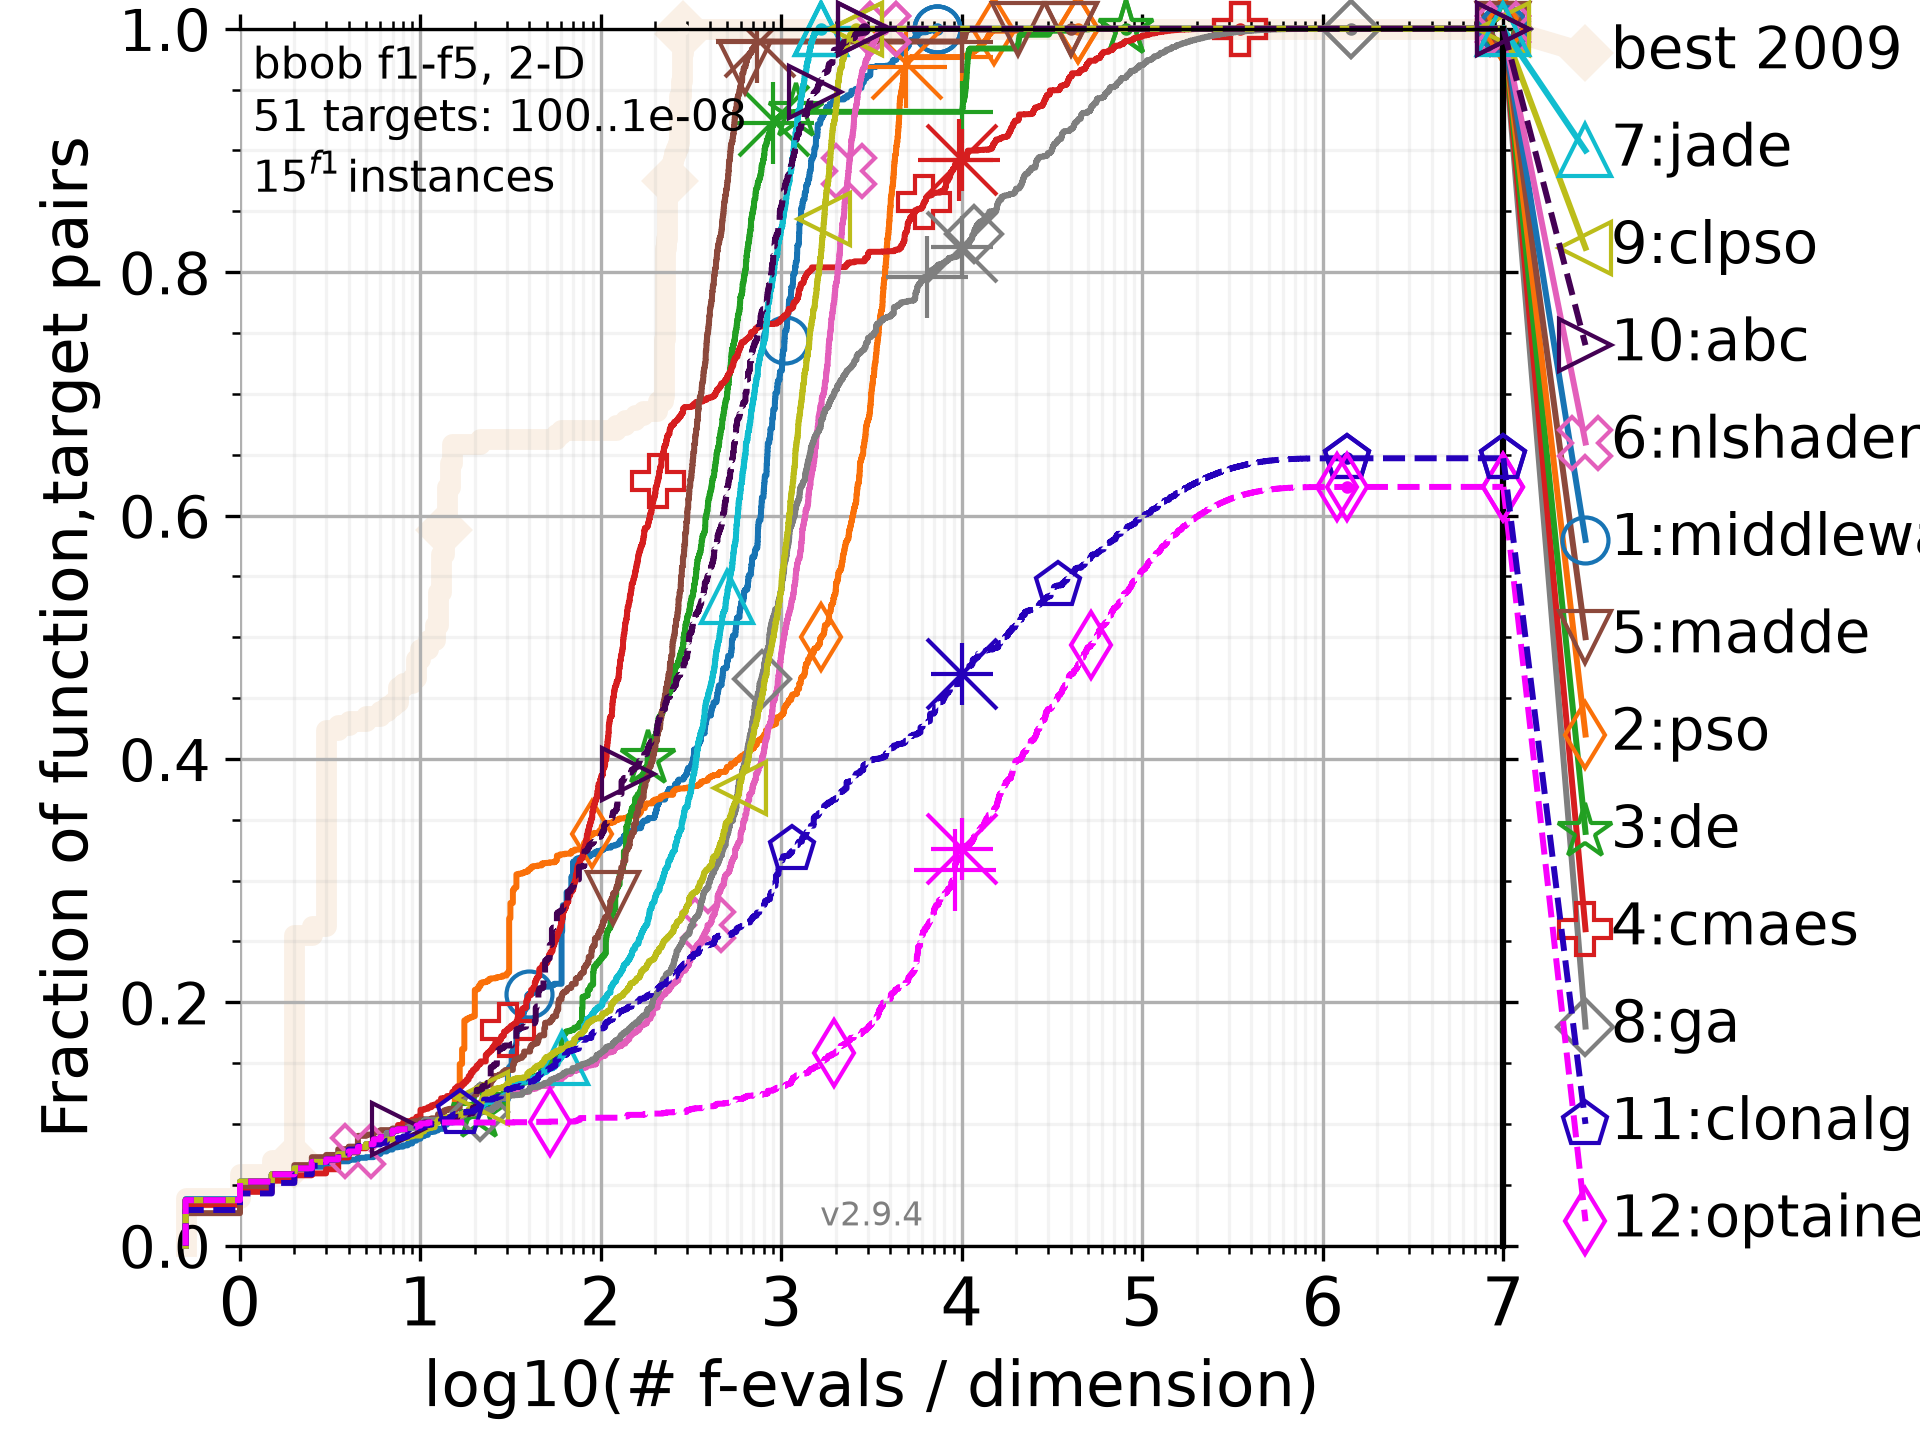 1.0
0.8
0.6
0.4
0.2
0.0
Fraction of function,target pairs
bbob f1-f5, 2-D
51 targets: 100..1e-08
15f1 instances
v2.9.4
0 1 2 3 4 5 6 7
log10(# f-evals / dimension)
best 2009
7:jade
9:clpso
10:abc
6:nlshader
1:middlewa
5:madde
2:pso
3:de
4:cmaes
8:ga
11:clonalg
12:optaine